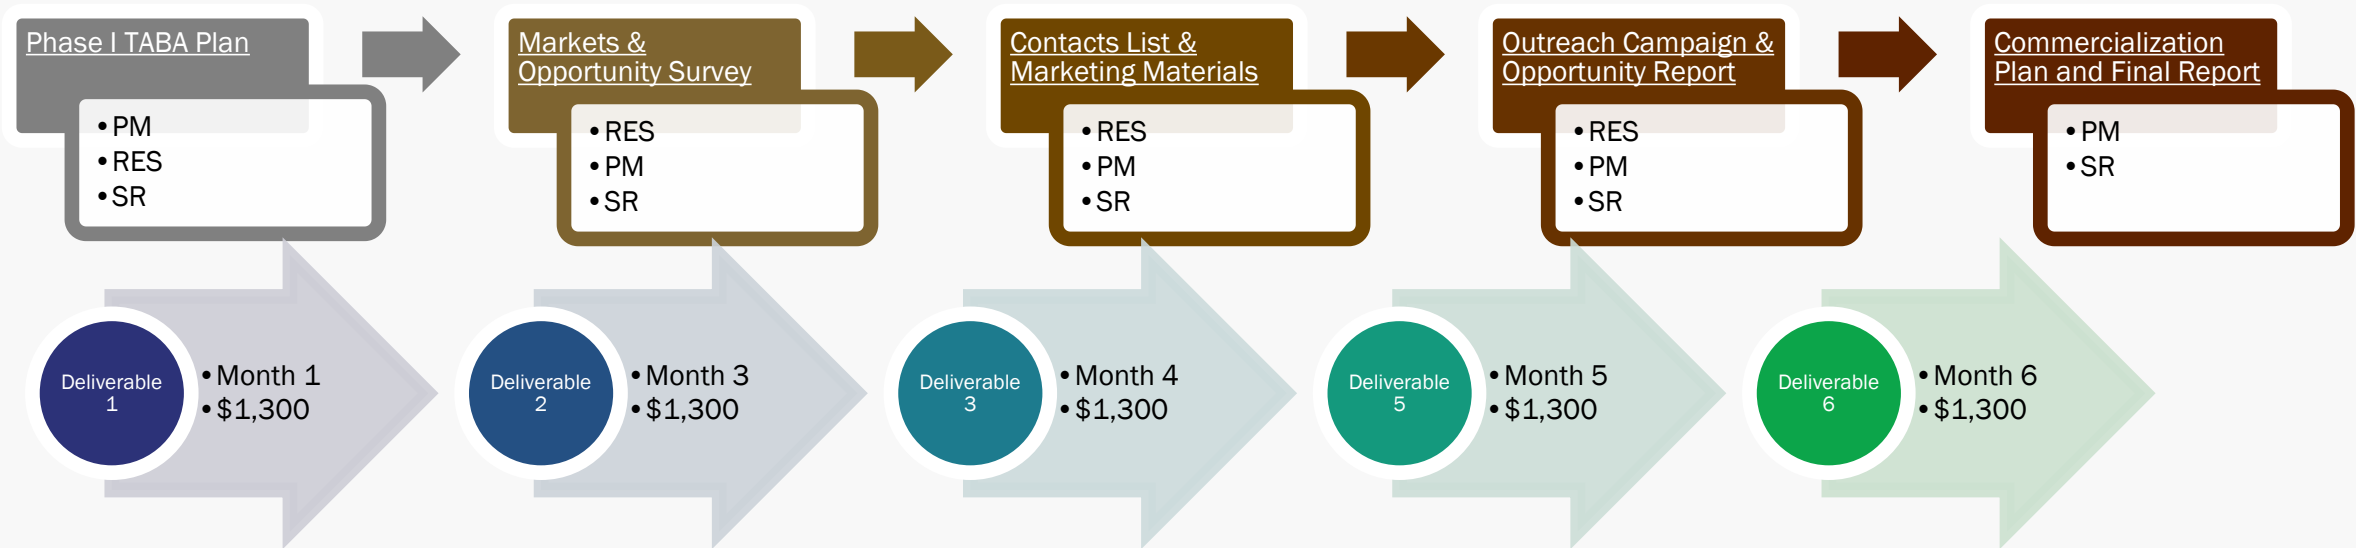 Phase I TABA Plan
• PM
• RES
• SR
Markets &
Opportunity Survey
• RES
• PM
• SR
Contacts List &
Marketing Materials
• RES
• PM
• SR
Outreach Campaign &
Opportunity Report
• RES
• PM
• SR
Commercialization
Plan and Final Report
• PM
• SR
Deliverable
1
• Month 1
• $1,300
Deliverable
2
• Month 3
• $1,300
Deliverable
3
• Month 4
• $1,300
Deliverable
5
• Month 5
• $1,300
Deliverable
6
• Month 6
• $1,300